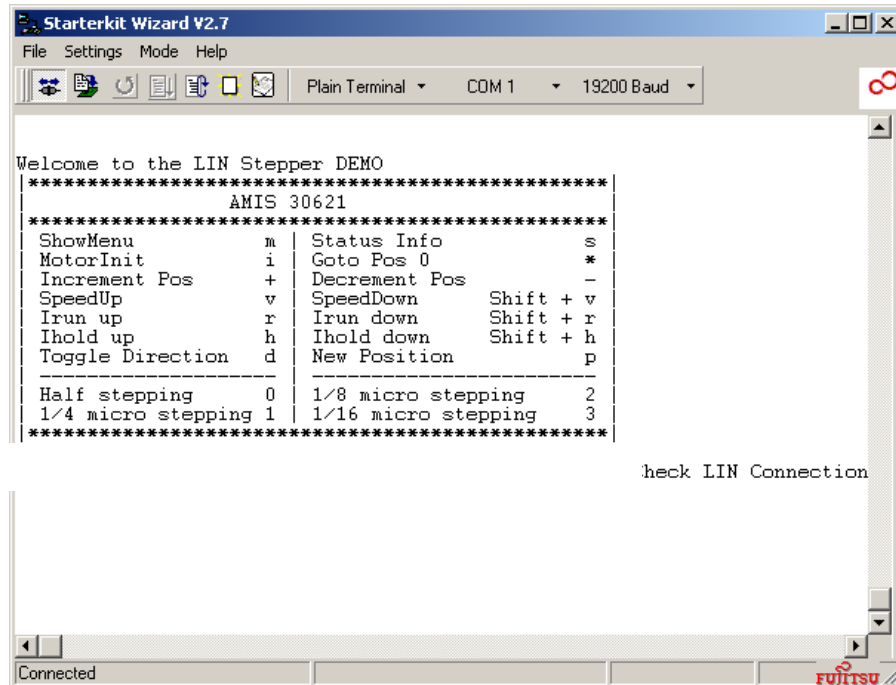 Starterkit Wizard V2.7
File Settings Mode Help
Plain Terminal COM 1 19200 Baud
Welcome to the LIN Stepper DEMO
|*************************************************|
AMIS 30621
|*************************************************|
| ShowMenu m | Status Info s |
| MotorInit i | Goto Pos 0 * |
| Increment Pos + | Decrement Pos - |
| SpeedUp v | SpeedDown Shift + v |
| Irun up r | Irun down Shift + r |
| Ihold up h | Ihold down Shift + h |
| Toggle Direction d | New Position p |
| -------------------- | ------------------------ |
| Half stepping 0 | 1/8 micro stepping 2 |
| 1/4 micro stepping 1 | 1/16 micro stepping 3 |
|*************************************************|
heck LIN Connection
Connected
FUJITSU